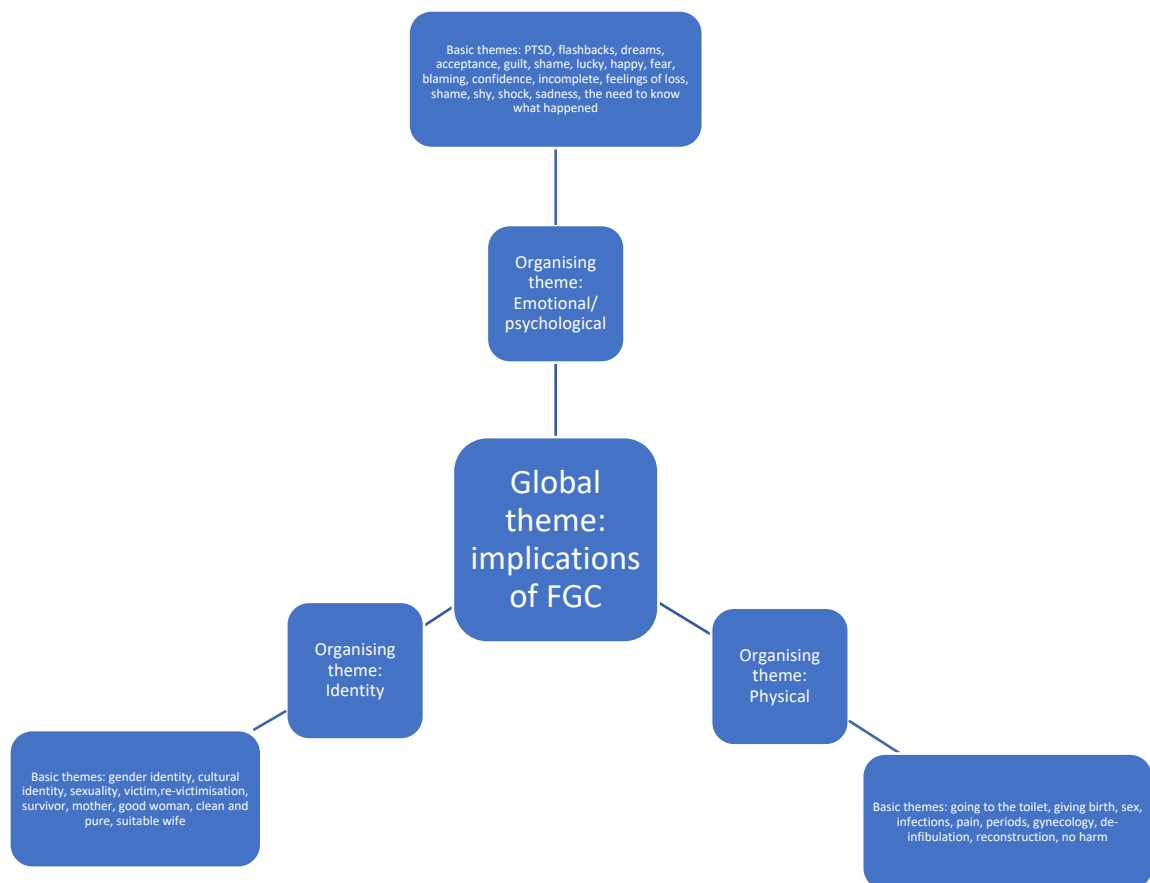 Basic themes: PTSD, flashbacks, dreams,
acceptance, guilt, shame, lucky, happy, fear,
blaming, confidence, incomplete, feelings of loss,
shame, shy, shock, sadness, the need to know
what happened
Organising
theme:
Emotional/
psychological
Global
theme:
implications
of FGC
Organising
theme:
Identity
Organising
theme:
Physical
Basic themes: gender identity, cultural
identity, sexuality, victim,re-victimisation,
survivor, mother, good woman, clean and
pure, suitable wife
Basic themes: going to the toilet, giving birth, sex,
infections, pain, periods, gynecology, de-
infibulation, reconstruction, no harm